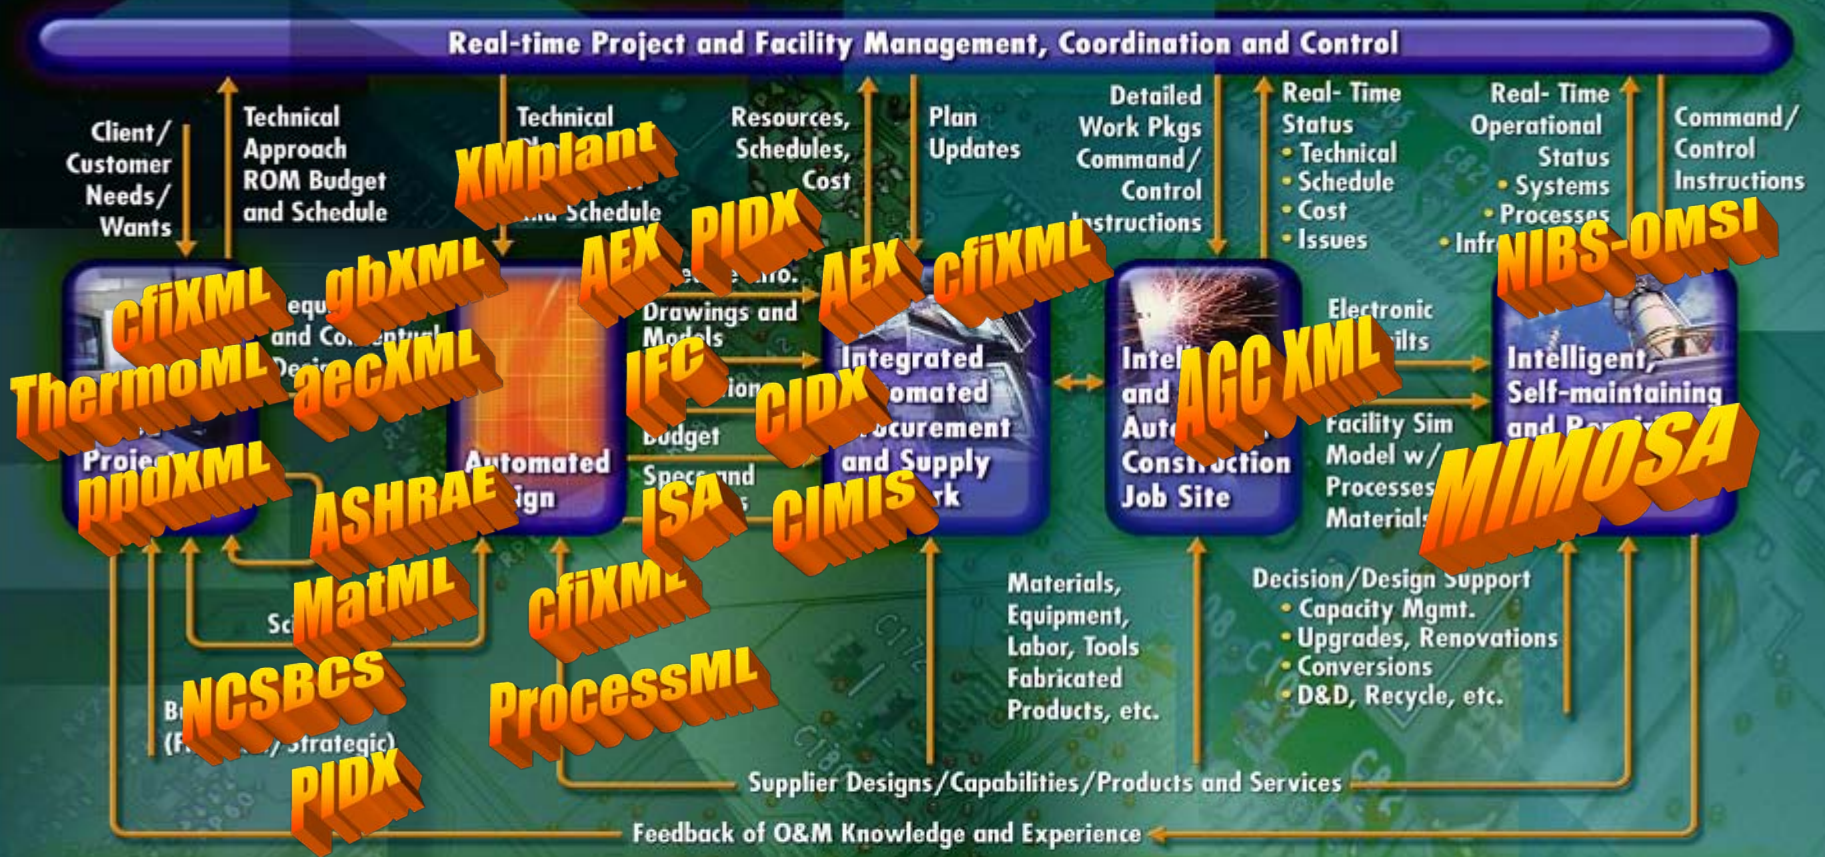 Real-time Project and Facility Management, Coordination and Control
Client/
Customer
Needs/
Wants
Technical
Approach
ROM Budget
and Schedule
Technical
Schedule
XMplant
Resources,
Schedules,
Cost
Plan
Updates
Detailed
Work Pkgs
Command/
Control
Instructions
Real- Time
Status
• Technical
• Schedule
• Cost
• Issues
Real- Time
Operational
Status
• Systems
• Processes
Command/
Control
Instructions
cfiXML
gbXML
AEX
PIDX
AEX
cfiXML
NIBS-OMSI
and
Drawings and
Models
Electronic
ThermoML
aecXML
IFC
CIDX
AGC XML
MIMOSA
Integrated
and Supply
and
Construction
Job Site
Intelligent,
Self-maintaining
and
Budget
Specs and
Facility Sim
Model w/
Processes
Materials
ppdXML
ASHRAE
Automated
ISA
CIMIS
MatML
cfiXML
NCSBCS
ProcessML
PIDX
Materials,
Equipment,
Labor, Tools
Fabricated
Products, etc.
Decision/Design Support
• Capacity Mgmt.
• Upgrades, Renovations
• Conversions
• D&D, Recycle, etc.
Strategic)
Supplier Designs/Capabilities/Products and Services
Feedback of O&M Knowledge and Experience